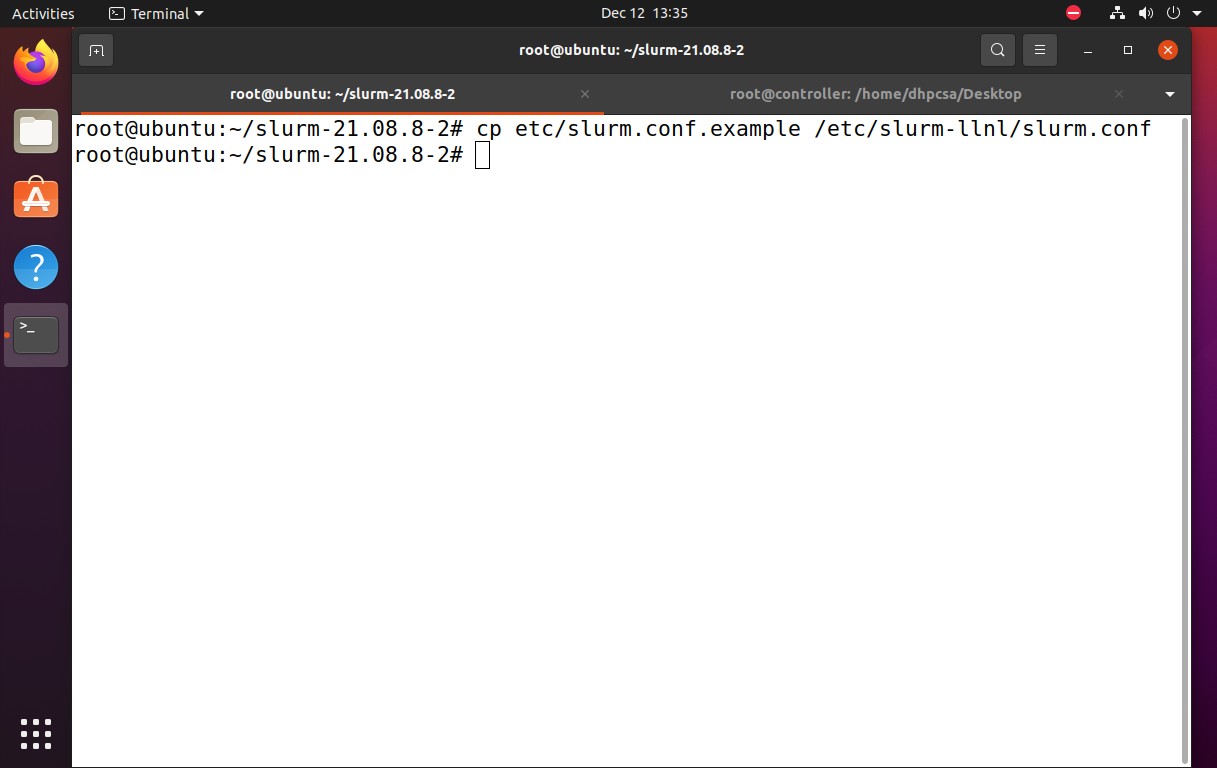 Activities
Terminal
Dec 12 13:35
root@ubuntu: ~/slurm-21.08.8-2
root@ubuntu: ~/slurm-21.08.8-2
root@controller: /home/dhpcsa/Desktop
root@ubuntu:~/slurm-21.08.8-2# cp etc/slurm.conf.example /etc/slurm-llnl/slurm.conf
root@ubuntu:~/slurm-21.08.8-2#